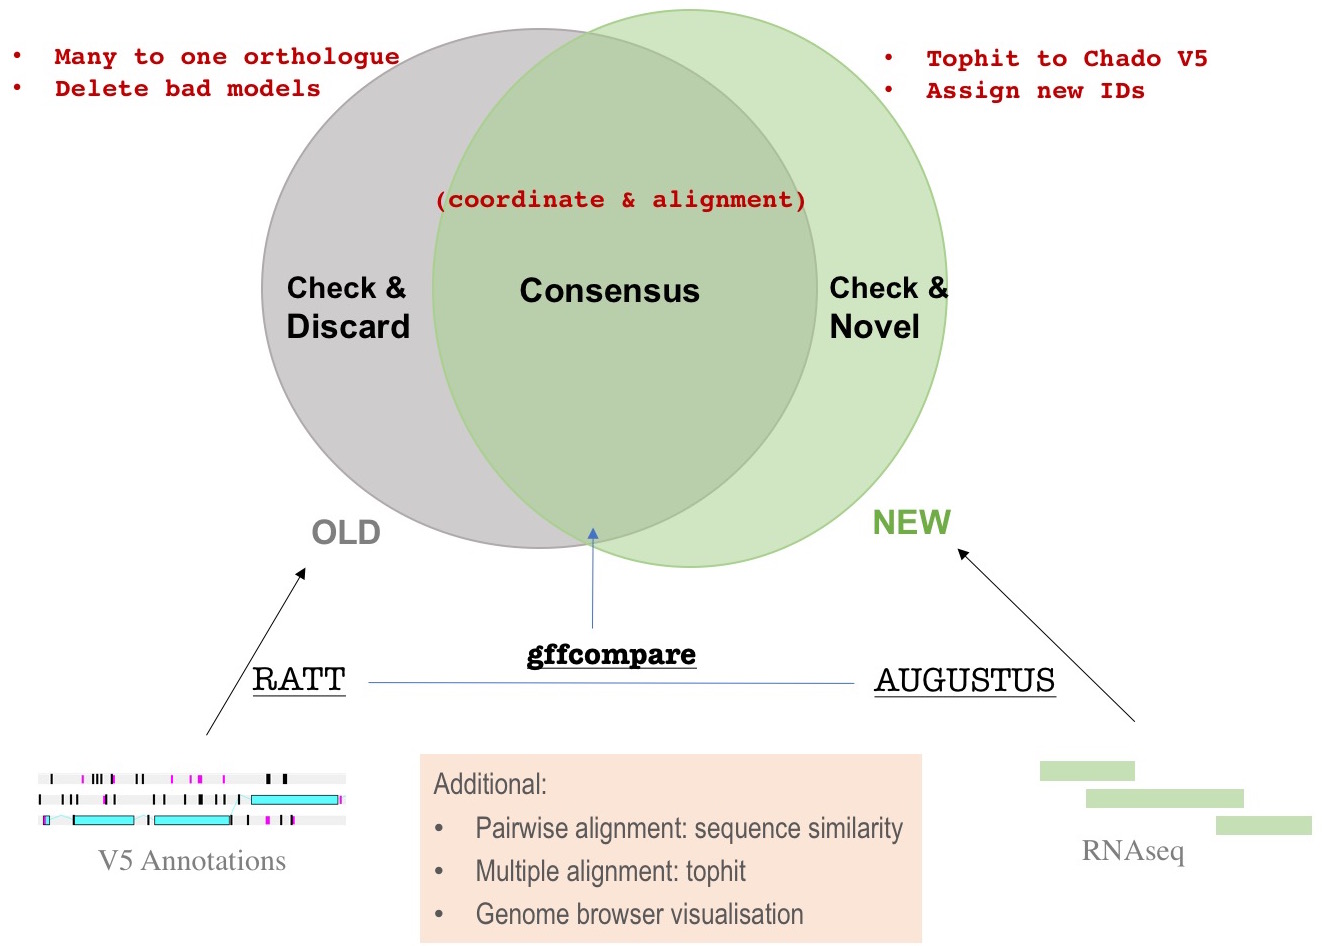 • Many to one orthologue
• Delete bad models
• Tophit to Chado V5
• Assign new IDs
(coordinate & alignment)
Check &
Discard
Consensus
Check &
Novel
OLD
NEW
gffcompare
RATT
AUGUSTUS
V5 Annotations
RNAseq
Additional:
• Pairwise alignment: sequence similarity
• Multiple alignment: tophit
• Genome browser visualisation